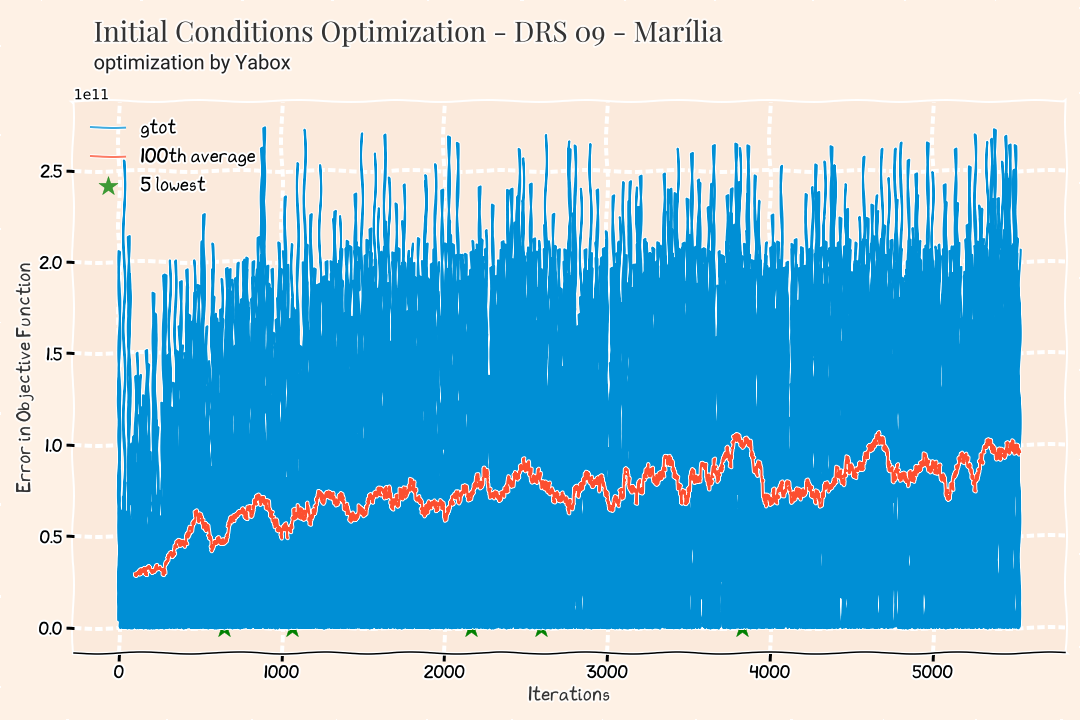 Initial Conditions Optimization - DRS 09 - Marília
optimization by Yabox
1e11
gtot
100th average
5 lowest
2.5
2.0
1.5
1.0
0.5
0.0
Error in Objective Function
0 1000 2000 3000 4000 5000
Iterations